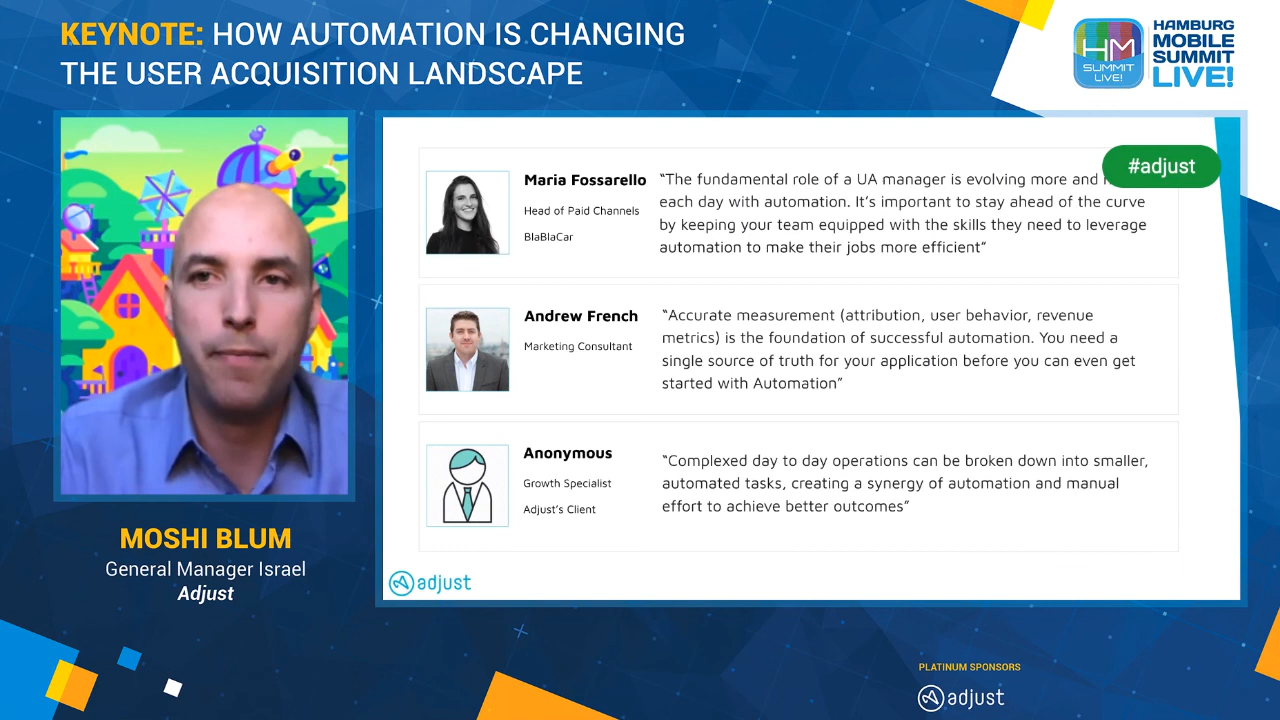 KEYNOTE: HOW AUTOMATION IS CHANGING
THE USER ACQUISITION LANDSCAPE
HM
SUMMIT
LIVE!
HAMBURG
MOBILE
SUMMIT
LIVE!
#adjust
Maria Fossarello
Head of Paid Channels
BlaBlaCar
“The fundamental role of a UA manager is evolving more and
each day with automation. It’s important to stay ahead of the curve
by keeping your team equipped with the skills they need to leverage
automation to make their jobs more efficient”
Andrew French
Marketing Consultant
“Accurate measurement (attribution, user behavior, revenue
metrics) is the foundation of successful automation. You need a
single source of truth for your application before you can even get
started with Automation”
Anonymous
Growth Specialist
Adjust’s Client
“Complexed day to day operations can be broken down into smaller,
automated tasks, creating a synergy of automation and manual
effort to achieve better outcomes”
adjust
MOSHI BLUM
General Manager Israel
Adjust
PLATINUM SPONSORS
adjust